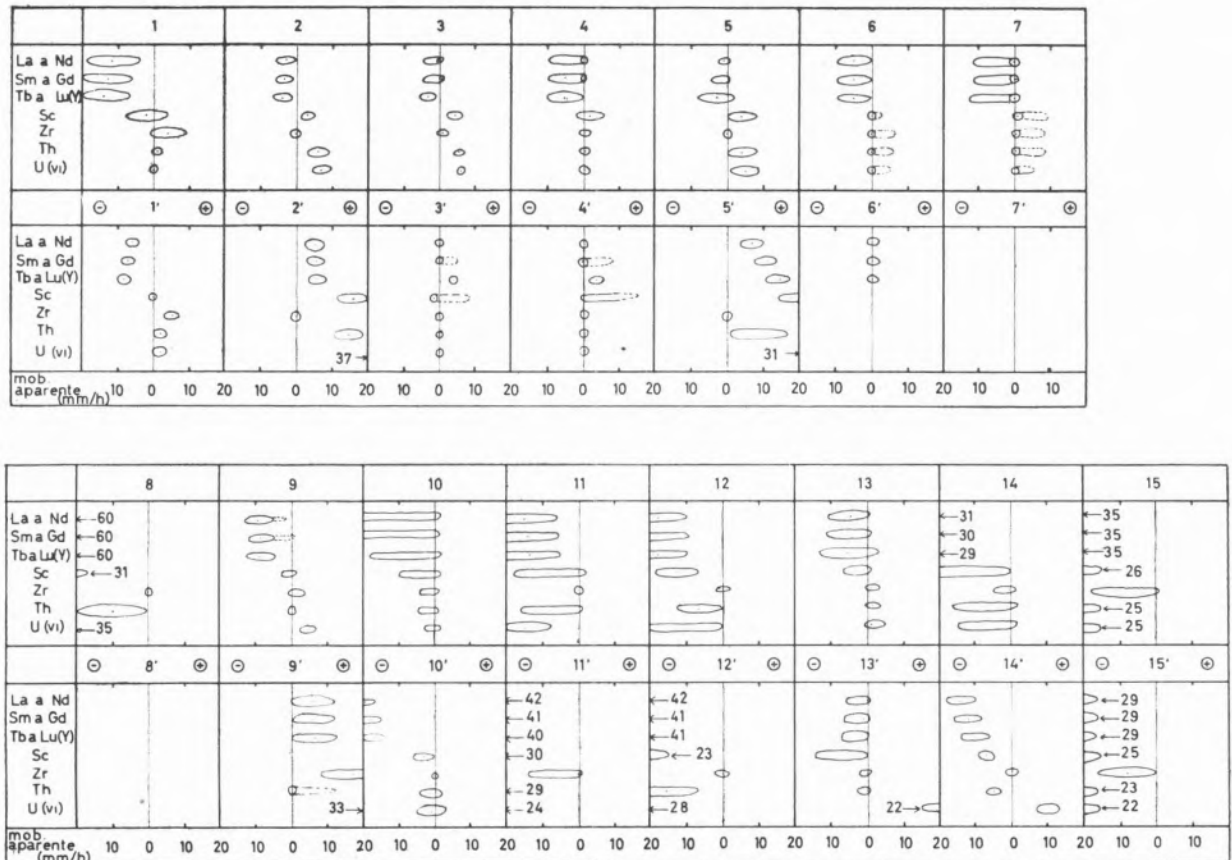 1 2 3 4 5 6 7
La a Nd
Sm a Gd
Tb a Lu(Y)
Sc
Zr
Th
U (VI)
⊖ 1' ⊕ ⊖ 2' ⊕ ⊖ 3' ⊕ ⊖ 4' ⊕ ⊖ 5' ⊕ ⊖ 6' ⊕ ⊖ 7' ⊕
La a Nd
Sm a Gd
Tb a Lu(Y)
Sc
Zr
Th
U (VI) 37→ 31→
mob.
aparente 10 0 10 20 10 0 10 20 10 0 10 20 10 0 10 20 10 0 10 20 10 0 10 20 10 0 10 20
(mm/h)
8 9 10 11 12 13 14 15
La a Nd ←60 ←31 ←35
Sm a Gd ←60 ←30 ←35
Tb a Lu(Y) ←60 ←29 ←35
Sc ←31 ←26
Zr
Th ←25
U (VI) ←35 ←25
⊖ 8' ⊕ ⊖ 9' ⊕ ⊖ 10' ⊕ ⊖ 11' ⊕ ⊖ 12' ⊕ ⊖ 13' ⊕ ⊖ 14' ⊕ ⊖ 15' ⊕
La a Nd ←42 ←42 ←29
Sm a Gd ←41 ←41 ←29
Tb a Lu(Y) ←40 ←41 ←29
Sc ←30 ←23 ←25
Zr
Th ←29 ←23
U (VI) 33→ ←24 ←28 22→ ←22
mob.
aparente 10 0 10 20 10 0 10 20 10 0 10 20 10 0 10 20 10 0 10 20 10 0 10 20 10 0 10 20 10 0 10 20
(mm/h)